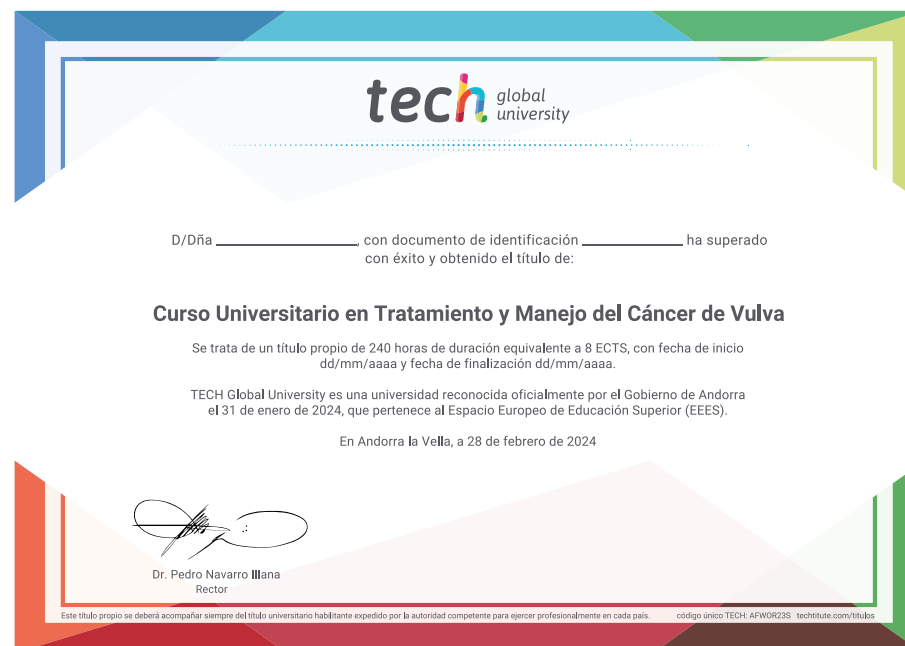 tech global university
D/Dña ____________________, con documento de identificación ______________ ha superado
con éxito y obtenido el título de:
Curso Universitario en Tratamiento y Manejo del Cáncer de Vulva
Se trata de un título propio de 240 horas de duración equivalente a 8 ECTS, con fecha de inicio
dd/mm/aaaa y fecha de finalización dd/mm/aaaa.
TECH Global University es una universidad reconocida oficialmente por el Gobierno de Andorra
el 31 de enero de 2024, que pertenece al Espacio Europeo de Educación Superior (EEES).
En Andorra la Vella, a 28 de febrero de 2024
Dr. Pedro Navarro Illana
Rector
Este título propio se deberá acompañar siempre del título universitario habilitante expedido por la autoridad competente para ejercer profesionalmente en cada país. código único TECH: AFWOR23S techtitute.com/titulos